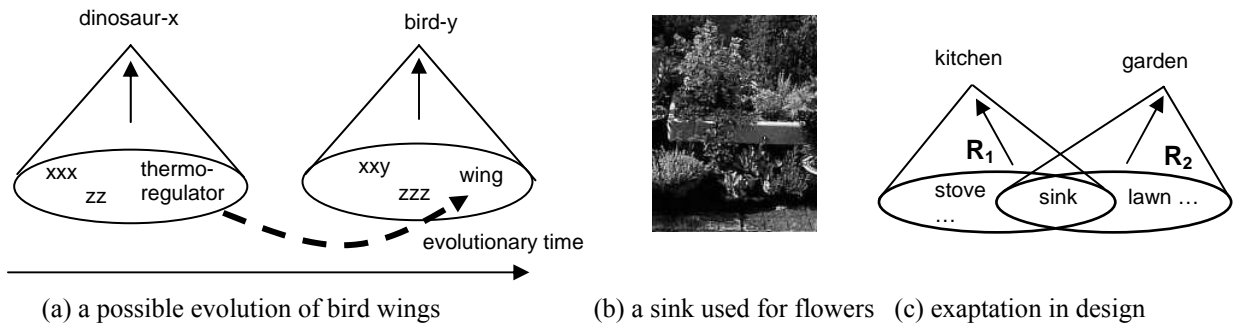 dinosaur-x
bird-y
kitchen
garden
xxx
thermo-
regulator
zz
xxy
wing
zzz
R1
R2
stove
sink
lawn …
…
evolutionary time
(a) a possible evolution of bird wings
(b) a sink used for flowers
(c) exaptation in design